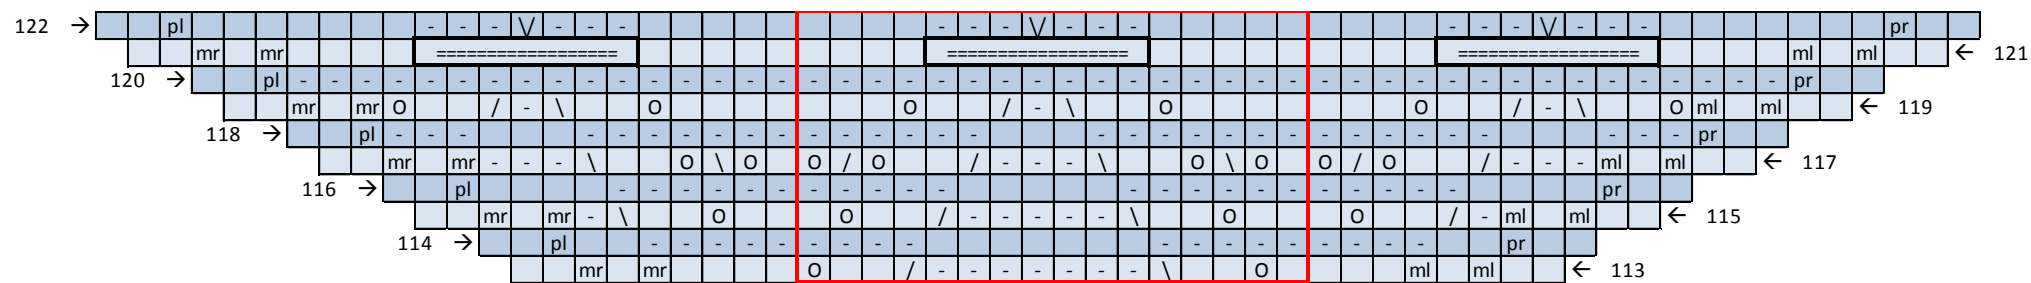 122 → pl - - - \/ - - - - - - \/ - - - - - - \/ - - - pr
mr mr ================== ================== ================== ml ml ← 121
120 → pl - - - - - - - - - - - - - - - - - - - - - - - - - - - - - - - - - - - - - - - - - - - - - - - pr
mr mr O / - \ O O / - \ O O / - \ O ml ml ← 119
118 → pl - - - - - - - - - - - - - - - - - - - - - - - - - - - - - - - - pr
mr mr - - - \ O \ O O / O / - - - \ O \ O O / O / - - - ml ml ← 117
116 → pl - - - - - - - - - - - - - - - - - - - - - - pr
mr mr - \ O O / - - - - - \ O O / - ml ml ← 115
114 → pl - - - - - - - - - - - - - - - - - - pr
mr mr O / - - - - - - - \ O ml ml ← 113